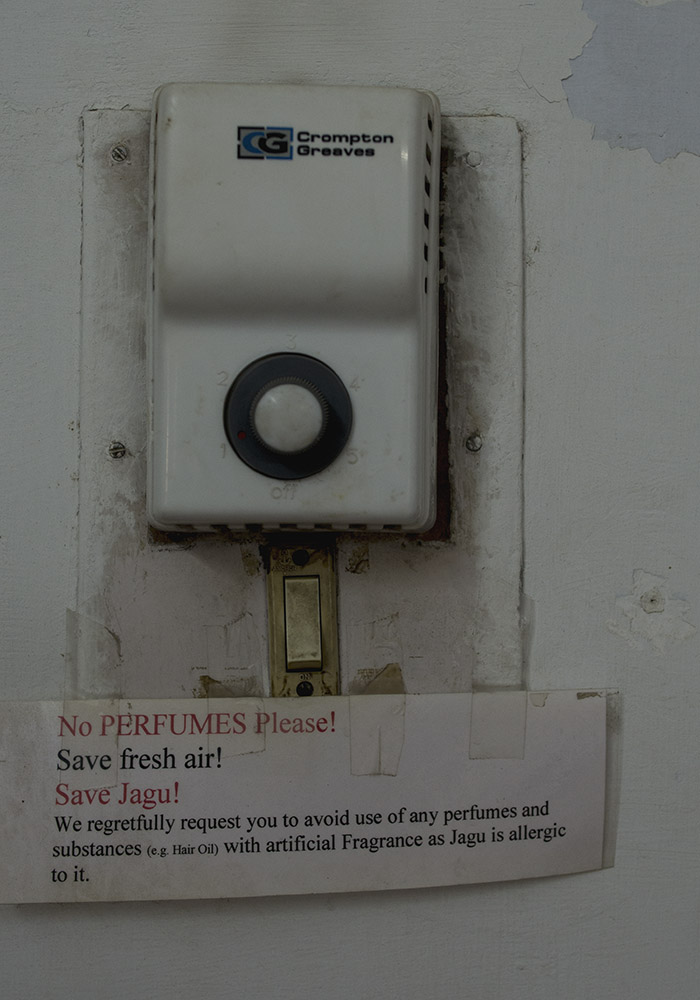 CG Crompton
Greaves
3
2 4
1 5
off
ON
No PERFUMES Please!
Save fresh air!
Save Jagu!
We regretfully request you to avoid use of any perfumes and
substances (e.g. Hair Oil) with artificial Fragrance as Jagu is allergic
to it.